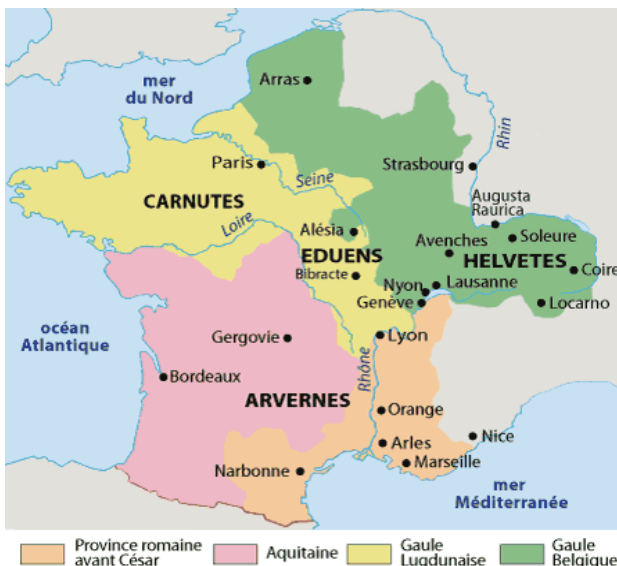 mer
du Nord
Arras
Rhin
Paris
Seine
Strasbourg
CARNUTES
Augusta
Raurica
Loire
Alésia
Soleure
Avenches
EDUENS
HELVETES
Bibracte
Coire
Nyon
Lausanne
Genève
Locarno
océan
Atlantique
Gergovie
Lyon
Rhône
Bordeaux
ARVERNES
Orange
Nice
Arles
Narbonne
Marseille
mer
Méditerranée
Province romaine
avant César
Aquitaine
Gaule
Lugdunaise
Gaule
Belgique